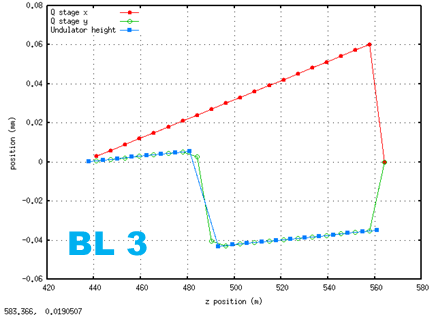 0.08
0.06
0.04
0.02
0
-0.02
-0.04
-0.06
position (mm)
Q stage x
Q stage y
Undulator height
BL 3
420 440 460 480 500 520 540 560 580
z position (m)
583.366, 0.0190507